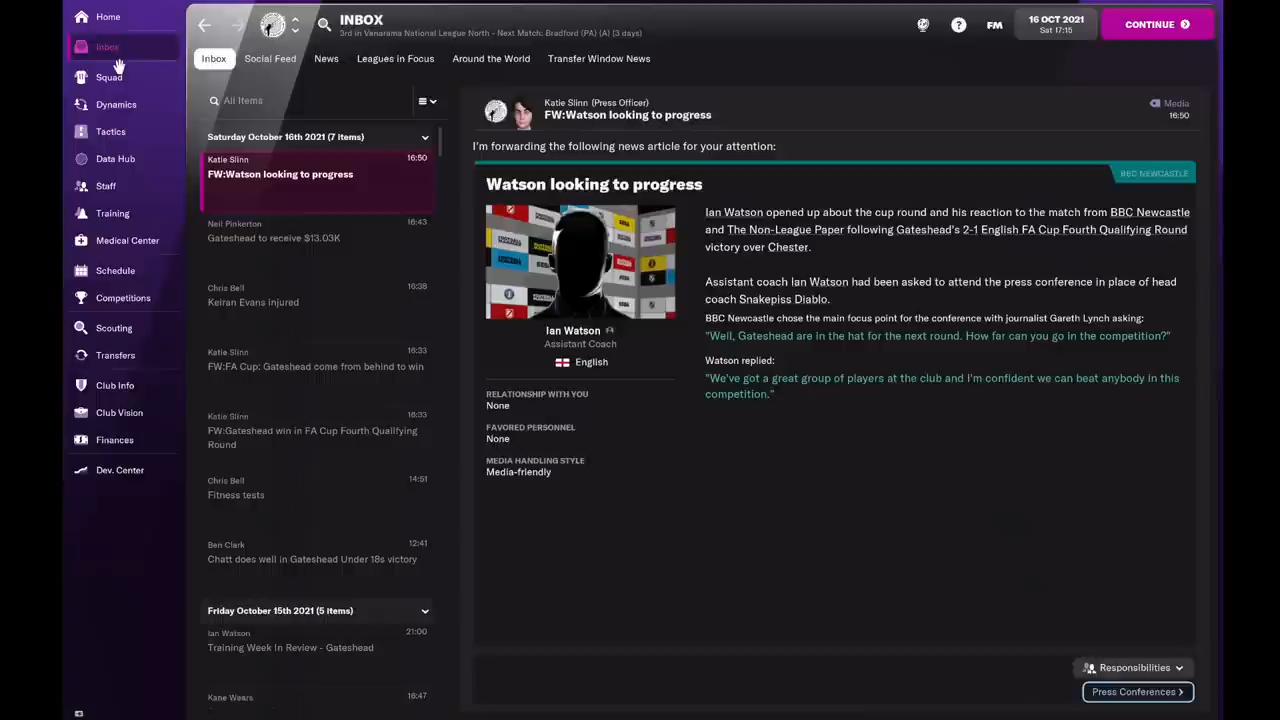 Home
Inbox
Squad
Dynamics
Tactics
Data Hub
Staff
Training
Medical Center
Schedule
Competitions
Scouting
Transfers
Club Info
Club Vision
Finances
Dev. Center
INBOX
3rd in Vanarama National League North - Next Match: Bradford (PA) (A) (3 days)
FM
16 OCT 2021
Sat 17:15
CONTINUE
Inbox
Social Feed
News
Leagues in Focus
Around the World
Transfer Window News
All Items
Saturday October 16th 2021 (7 items)
Katie Slinn 16:50
FW:Watson looking to progress
Neil Pinkerton 16:43
Gateshead to receive $13.03K
Chris Bell 16:38
Keiran Evans injured
Katie Slinn 16:33
FW:FA Cup: Gateshead come from behind to win
Katie Slinn 16:33
FW:Gateshead win in FA Cup Fourth Qualifying
Round
Chris Bell 14:51
Fitness tests
Ben Clark 12:41
Chatt does well in Gateshead Under 18s victory
Friday October 15th 2021 (5 items)
Ian Watson 21:00
Training Week In Review - Gateshead
Kane Wears 16:47
Katie Slinn (Press Officer)
FW:Watson looking to progress
Media
16:50
I'm forwarding the following news article for your attention:
BBC NEWCASTLE
Watson looking to progress
Ian Watson
Assistant Coach
English
RELATIONSHIP WITH YOU
None
FAVORED PERSONNEL
None
MEDIA HANDLING STYLE
Media-friendly
Ian Watson opened up about the cup round and his reaction to the match from BBC Newcastle
and The Non-League Paper following Gateshead's 2-1 English FA Cup Fourth Qualifying Round
victory over Chester.
Assistant coach Ian Watson had been asked to attend the press conference in place of head
coach Snakepiss Diablo.
BBC Newcastle chose the main focus point for the conference with journalist Gareth Lynch asking:
"Well, Gateshead are in the hat for the next round. How far can you go in the competition?"
Watson replied:
"We've got a great group of players at the club and I'm confident we can beat anybody in this
competition."
Responsibilities
Press Conferences